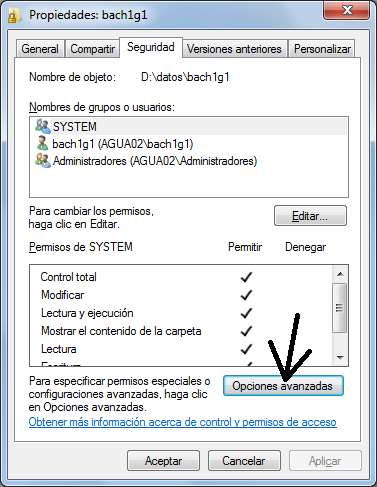 Propiedades: bach1g1
General Compartir Seguridad Versiones anteriores Personalizar
Nombre de objeto: D:\datos\bach1g1
Nombres de grupos o usuarios:
SYSTEM
bach1g1 (AGUA02\bach1g1)
Administradores (AGUA02\Administradores)
Para cambiar los permisos,
haga clic en Editar.
Editar...
Permisos de SYSTEM Permitir Denegar
Control total
Modificar
Lectura y ejecución
Mostrar el contenido de la carpeta
Lectura
Escritura
Para especificar permisos especiales o
configuraciones avanzadas, haga clic
en Opciones avanzadas.
Opciones avanzadas
Obtener más información acerca de control y permisos de acceso
Aceptar Cancelar Aplicar